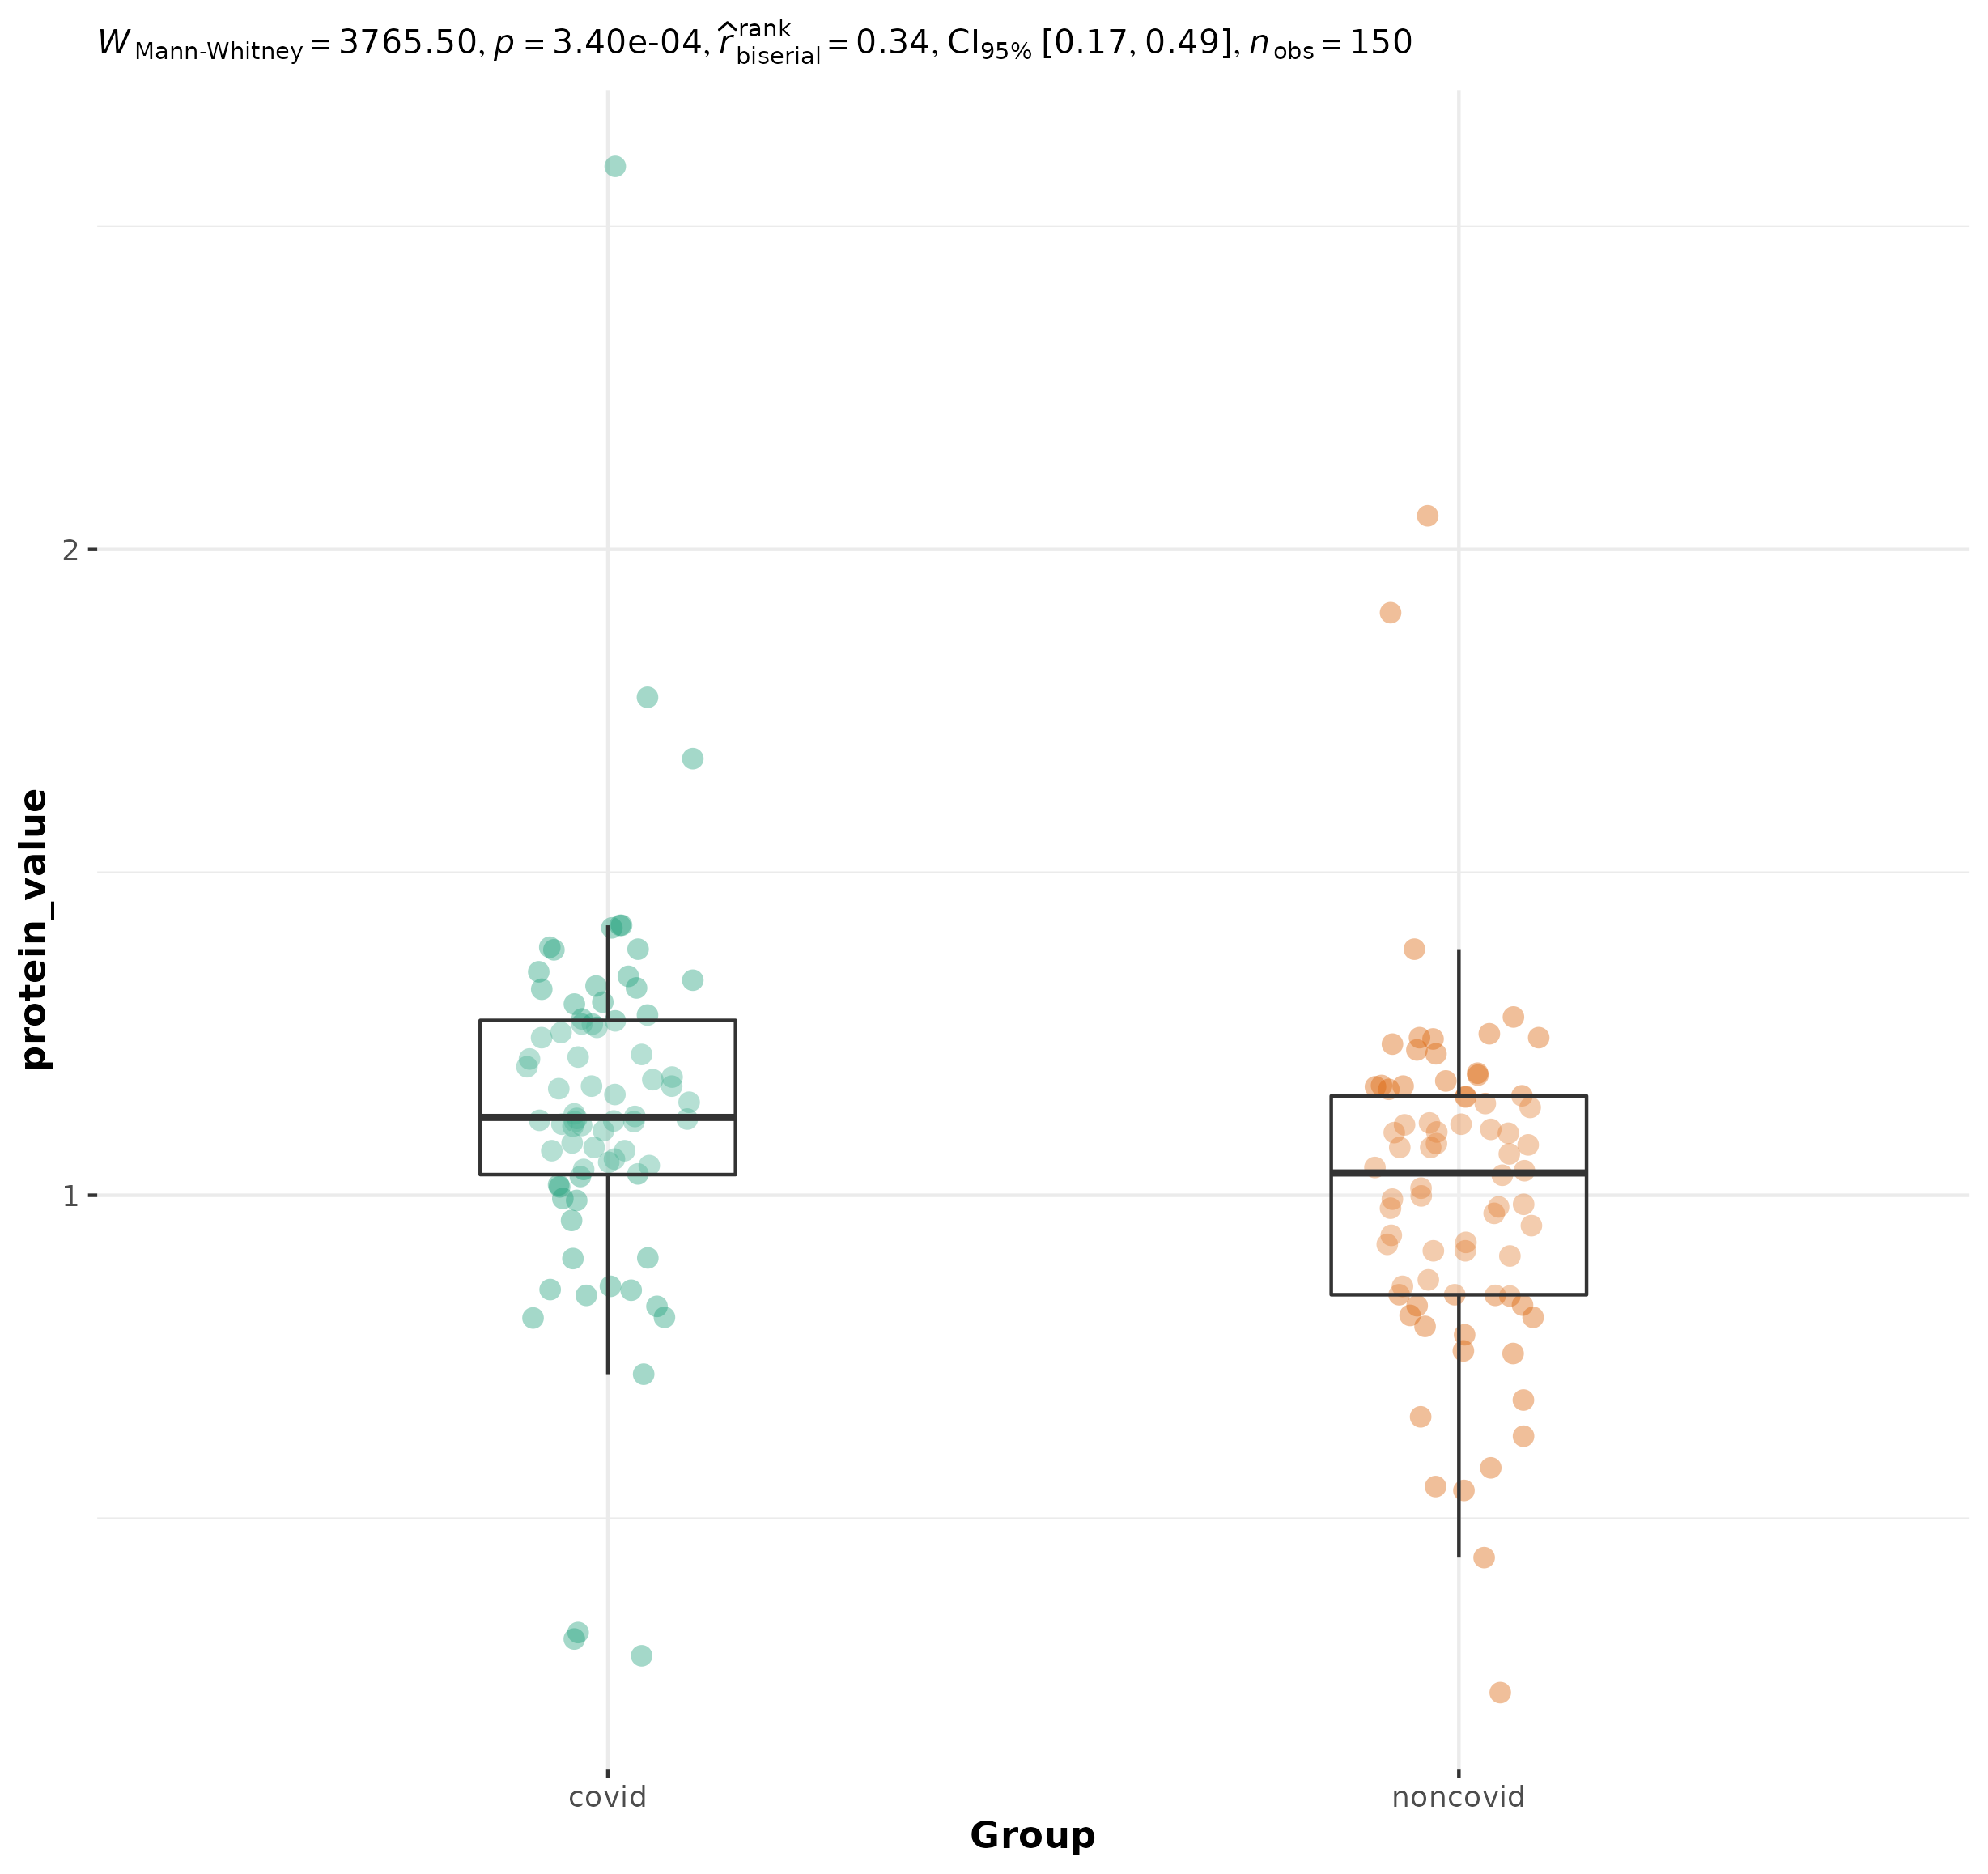 W Mann-Whitney = 3765.50, p = 3.40e-04, r̂ rank biserial = 0.34, CI95% [0.17, 0.49], nobs = 150
protein_value
2
1
covid
noncovid
Group